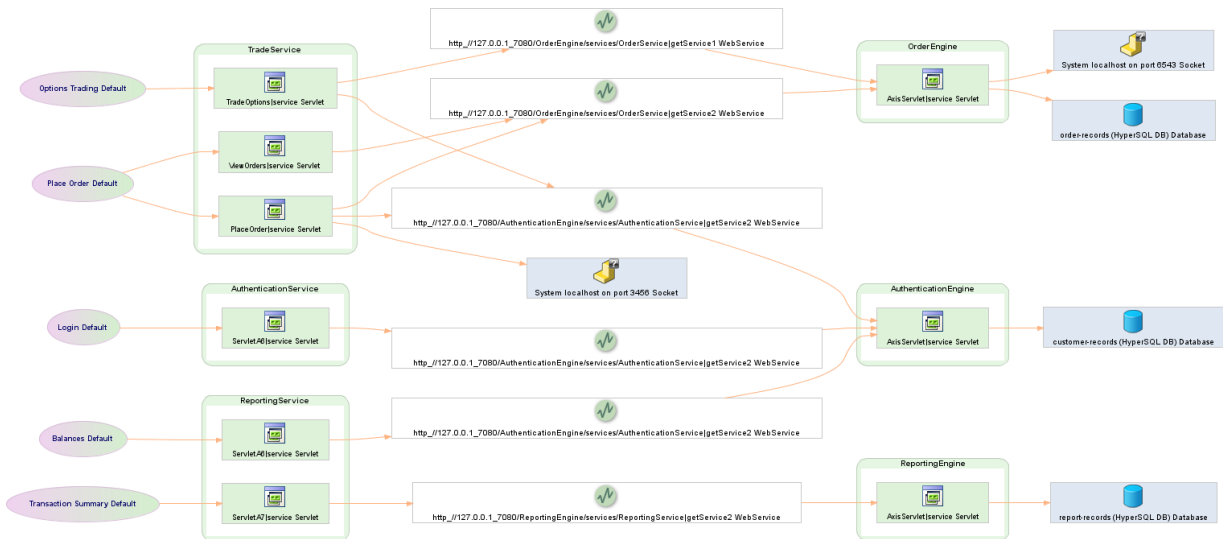 http_//127.0.0.1_7080/OrderEngine/services/OrderService|getService1 WebService
TradeService
OrderEngine
System localhost on port 6543 Socket
Options Trading Default
TradeOptions|service Servlet
AxisServlet|service Servlet
http_//127.0.0.1_7080/OrderEngine/services/OrderService|getService2 WebService
order-records (HyperSQL DB) Database
ViewOrders|service Servlet
Place Order Default
PlaceOrder|service Servlet
http_//127.0.0.1_7080/AuthenticationEngine/services/AuthenticationService|getService2 WebService
System localhost on port 3456 Socket
AuthenticationService
AuthenticationEngine
Login Default
ServletA6|service Servlet
AxisServlet|service Servlet
customer-records (HyperSQL DB) Database
http_//127.0.0.1_7080/AuthenticationEngine/services/AuthenticationService|getService2 WebService
ReportingService
Balances Default
ServletA6|service Servlet
http_//127.0.0.1_7080/AuthenticationEngine/services/AuthenticationService|getService2 WebService
ReportingEngine
Transaction Summary Default
ServletA7|service Servlet
http_//127.0.0.1_7080/ReportingEngine/services/ReportingService|getService2 WebService
AxisServlet|service Servlet
report-records (HyperSQL DB) Database